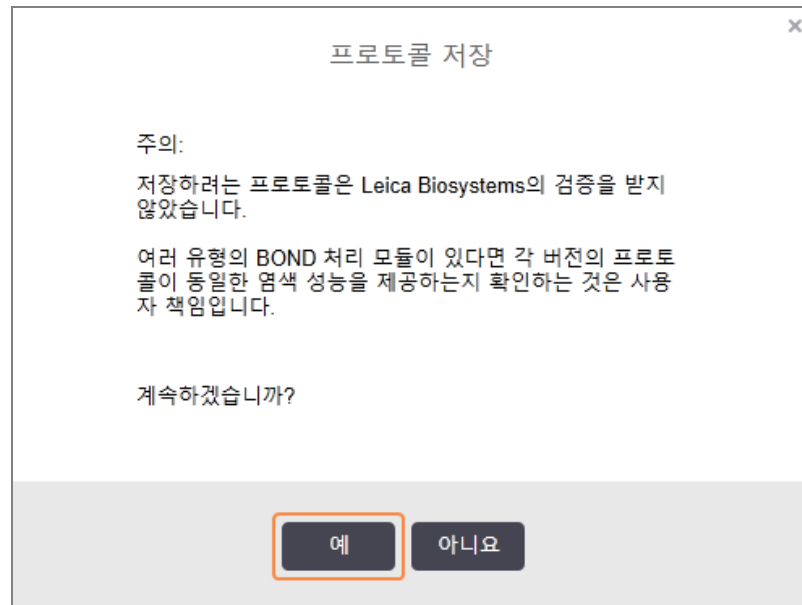 프로토콜 저장
주의:
저장하려는 프로토콜은 Leica Biosystems의 검증을 받지
않았습니다.
여러 유형의 BOND 처리 모듈이 있다면 각 버전의 프로토
콜이 동일한 염색 성능을 제공하는지 확인하는 것은 사용
자 책임입니다.
계속하겠습니까?
예
아니요